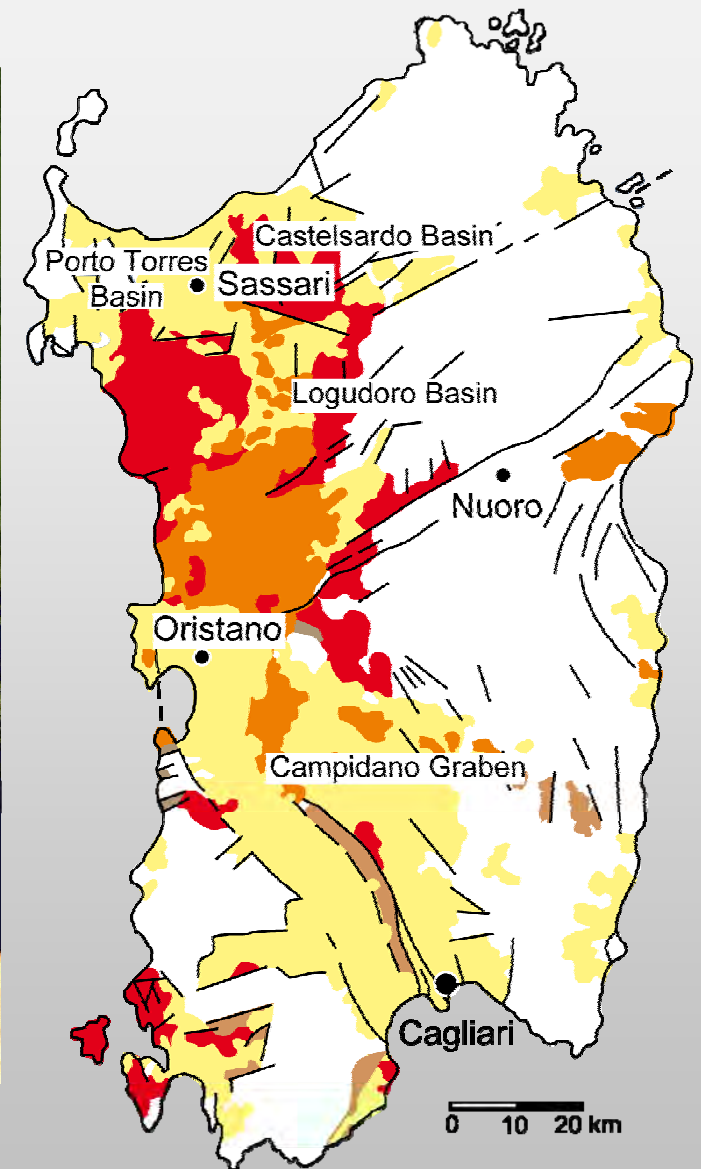 Castelsardo Basin
Porto Torres
Basin
Sassari
Logudoro Basin
Nuoro
Oristano
Campidano Graben
Cagliari
0 10 20 km